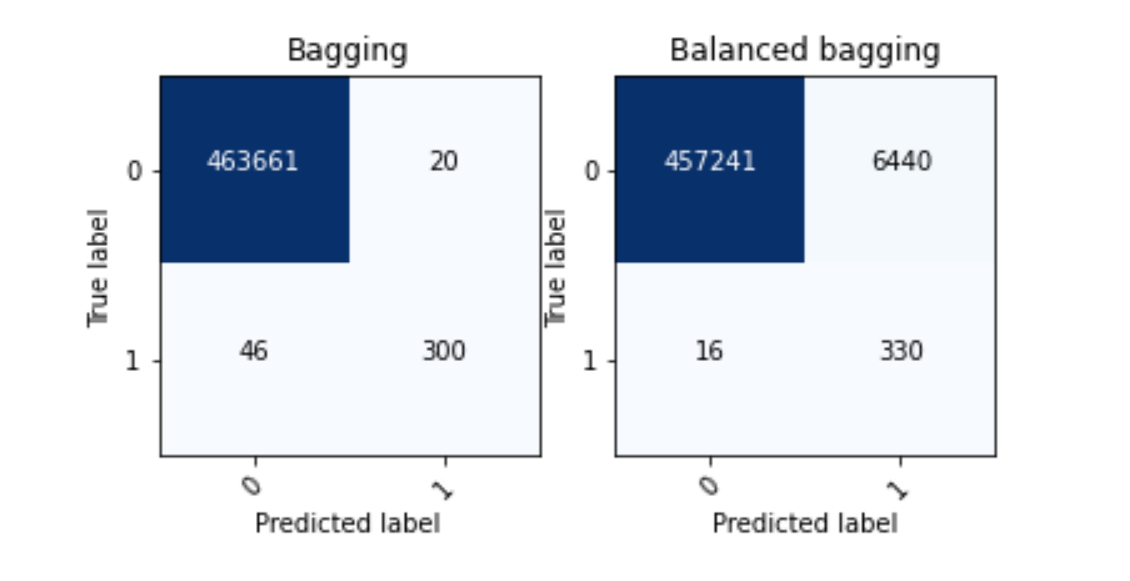 Bagging
Balanced bagging
0
463661
20
0
457241
6440
True label
True label
1
46
300
1
16
330
0
1
0
1
Predicted label
Predicted label